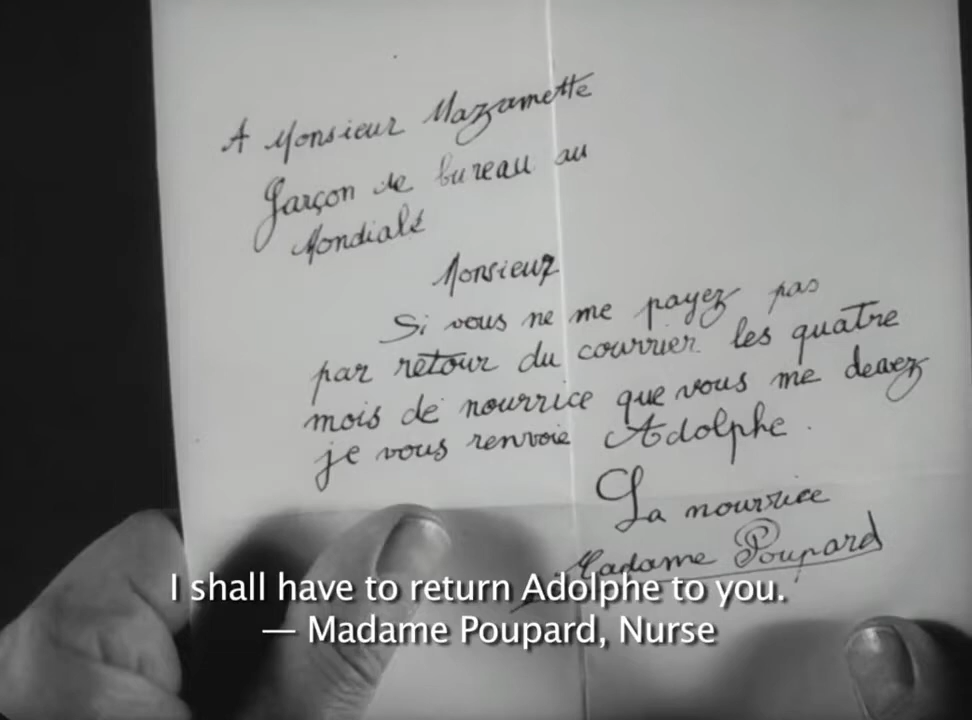 A Monsieur Mazzamette
Garçon de bureau au
Mondial
Monsieur
Si vous ne me payez pas
par retour du courrier les quatre
mois de nourrice que vous me devez
je vous renvoie Adolphe.
La nourrice
Madame Poupard
I shall have to return Adolphe to you.
— Madame Poupard, Nurse